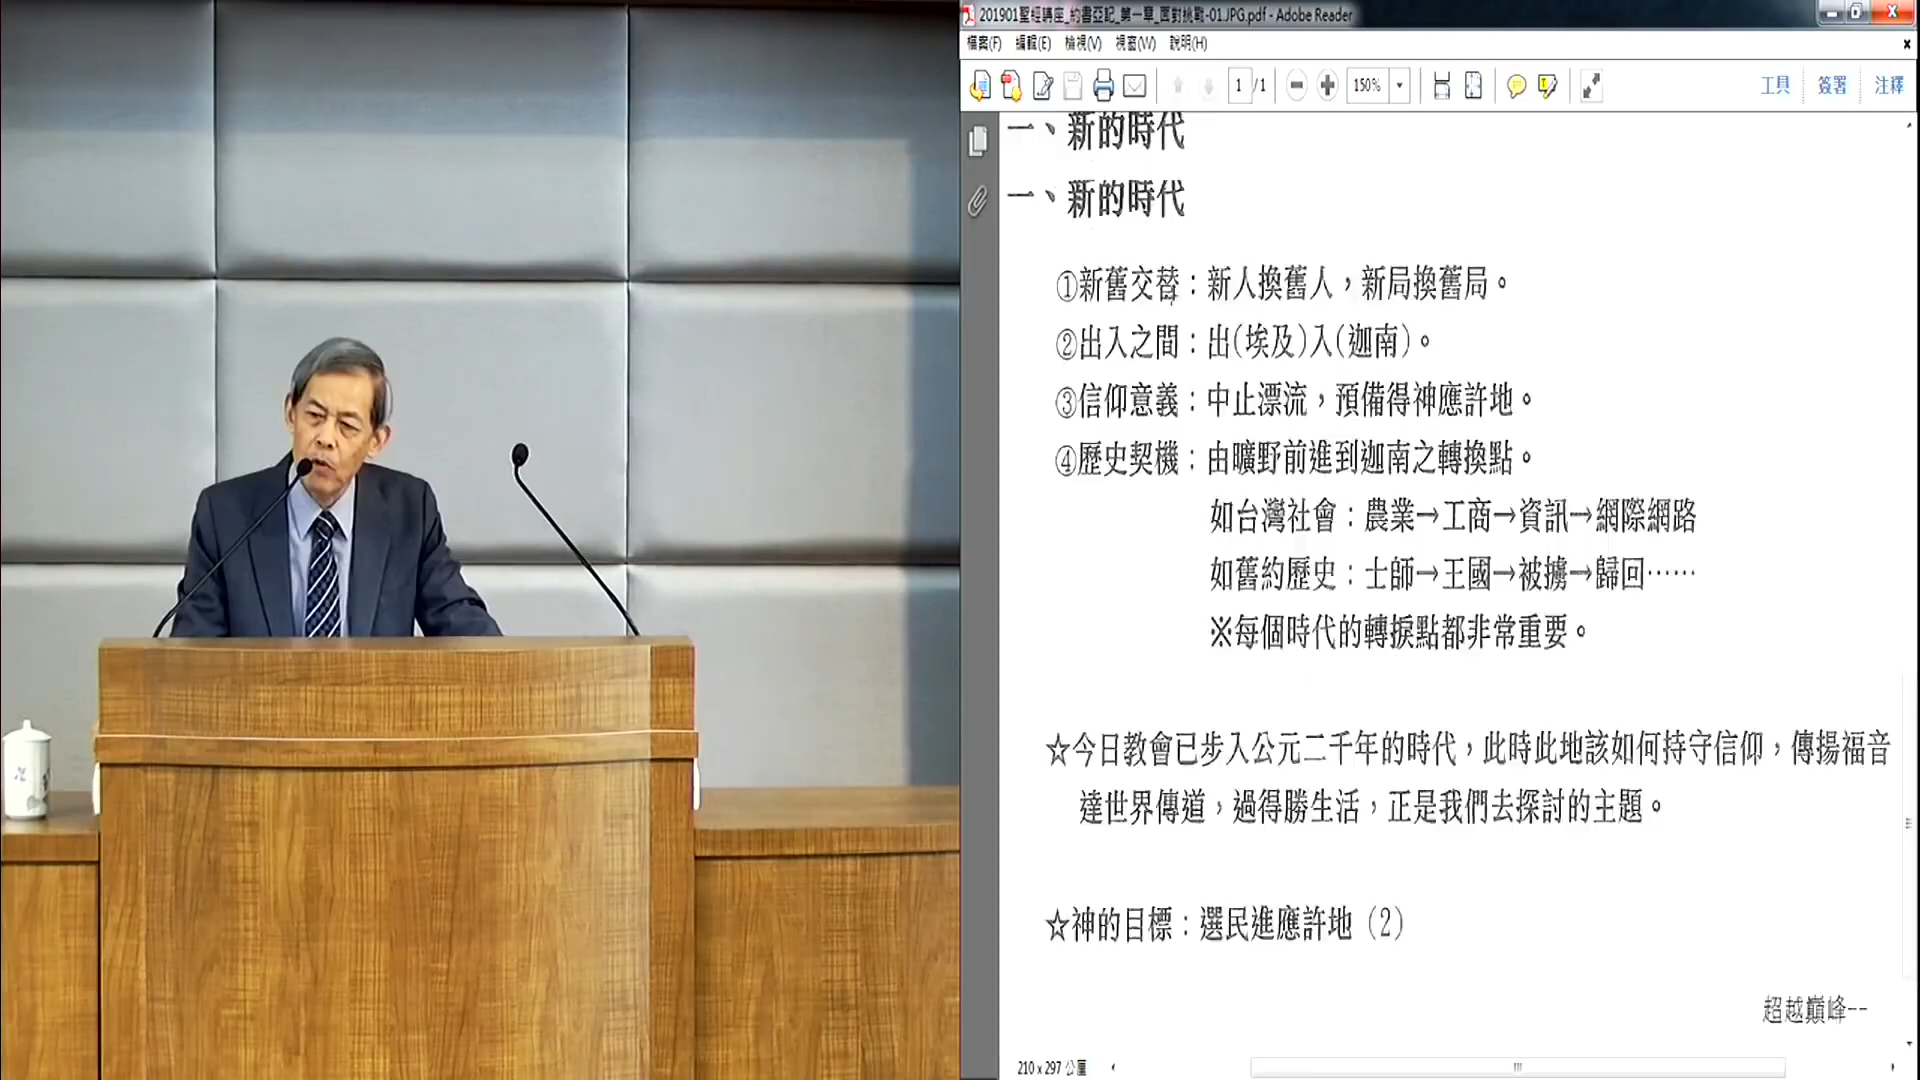 201901聖經講座_約書亞記_第一章_面對挑戰-01.JPG.pdf - Adobe Reader
檔案(F) 編輯(E) 檢視(V) 視窗(W) 說明(H)
1 / 1 150% 工具 簽署 注釋
一、新的時代
一、新的時代
①新舊交替：新人換舊人，新局換舊局。
②出入之間：出(埃及)入(迦南)。
③信仰意義：中止漂流，預備得神應許地。
④歷史契機：由曠野前進到迦南之轉換點。
如台灣社會：農業→工商→資訊→網際網路
如舊約歷史：士師→王國→被擄→歸回……
※每個時代的轉捩點都非常重要。
☆今日教會已步入公元二千年的時代，此時此地該如何持守信仰，傳揚福音
達世界傳道，過得勝生活，正是我們去探討的主題。
☆神的目標：選民進應許地（2）
超越巔峰--
210 x 297 公厘